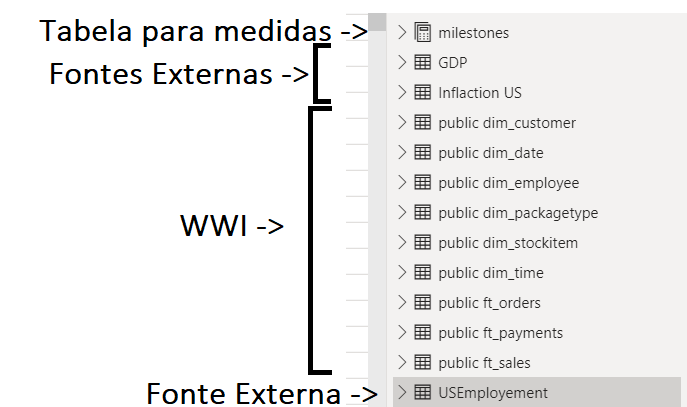 Tabela para medidas -> milestones
Fontes Externas -> GDP
Inflaction US
public dim_customer
public dim_date
public dim_employee
public dim_packagetype
WWI -> public dim_stockitem
public dim_time
public ft_orders
public ft_payments
public ft_sales
Fonte Externa -> USEmployement